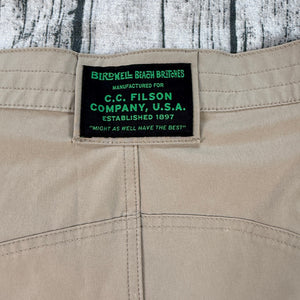 BIRDWELL BEACH BRITCHES
MANUFACTURED FOR
C.C. FILSON
COMPANY, U.S.A.
ESTABLISHED 1897
"MIGHT AS WELL HAVE THE BEST"